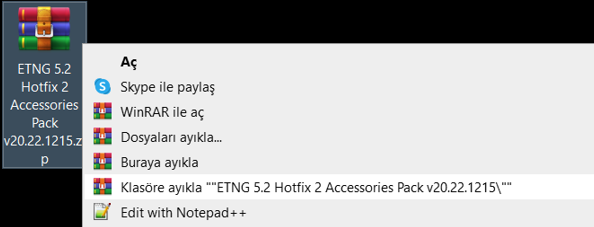 ETNG 5.2
Hotfix 2
Accessories
Pack
v20.22.1215.zi
p
Aç
Skype ile paylaş
WinRAR ile aç
Dosyaları ayıkla...
Buraya ayıkla
Klasöre ayıkla ""ETNG 5.2 Hotfix 2 Accessories Pack v20.22.1215\""
Edit with Notepad++